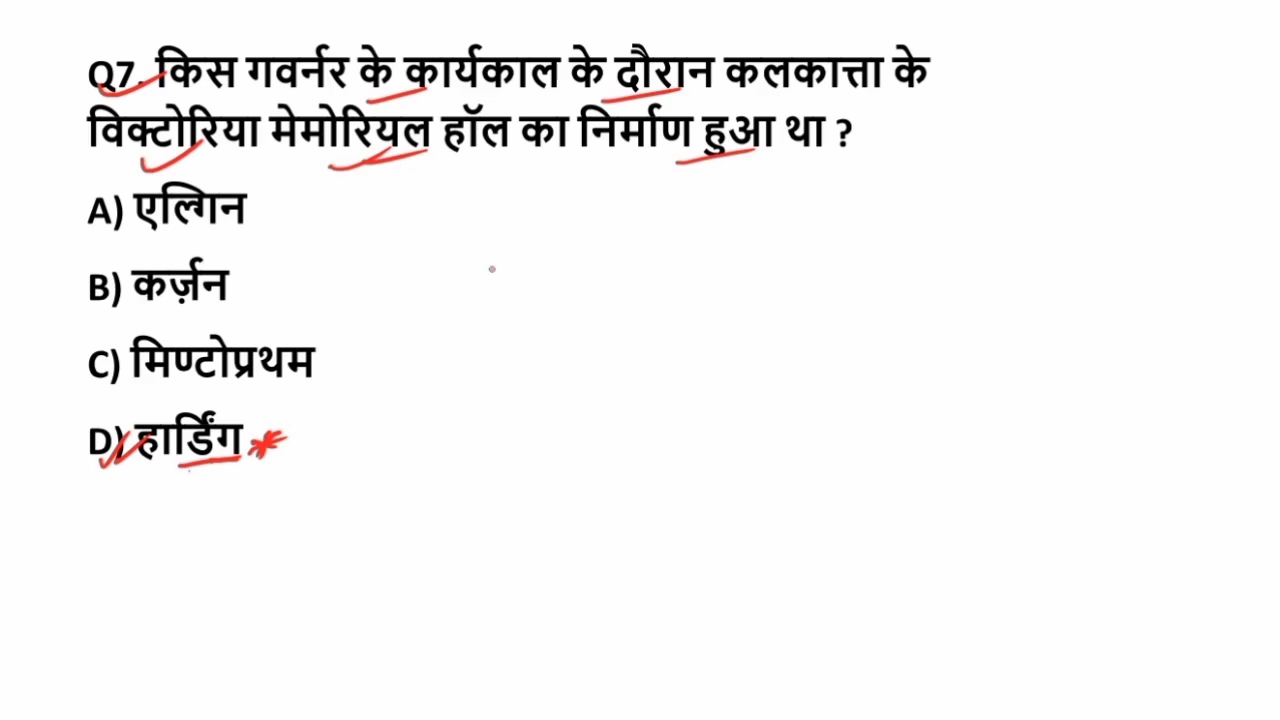 Q7. किस गवर्नर के कार्यकाल के दौरान कलकात्ता के
विक्टोरिया मेमोरियल हॉल का निर्माण हुआ था ?
A) एल्गिन
B) कर्ज़न
C) मिण्टोप्रथम
D) हार्डिंग *